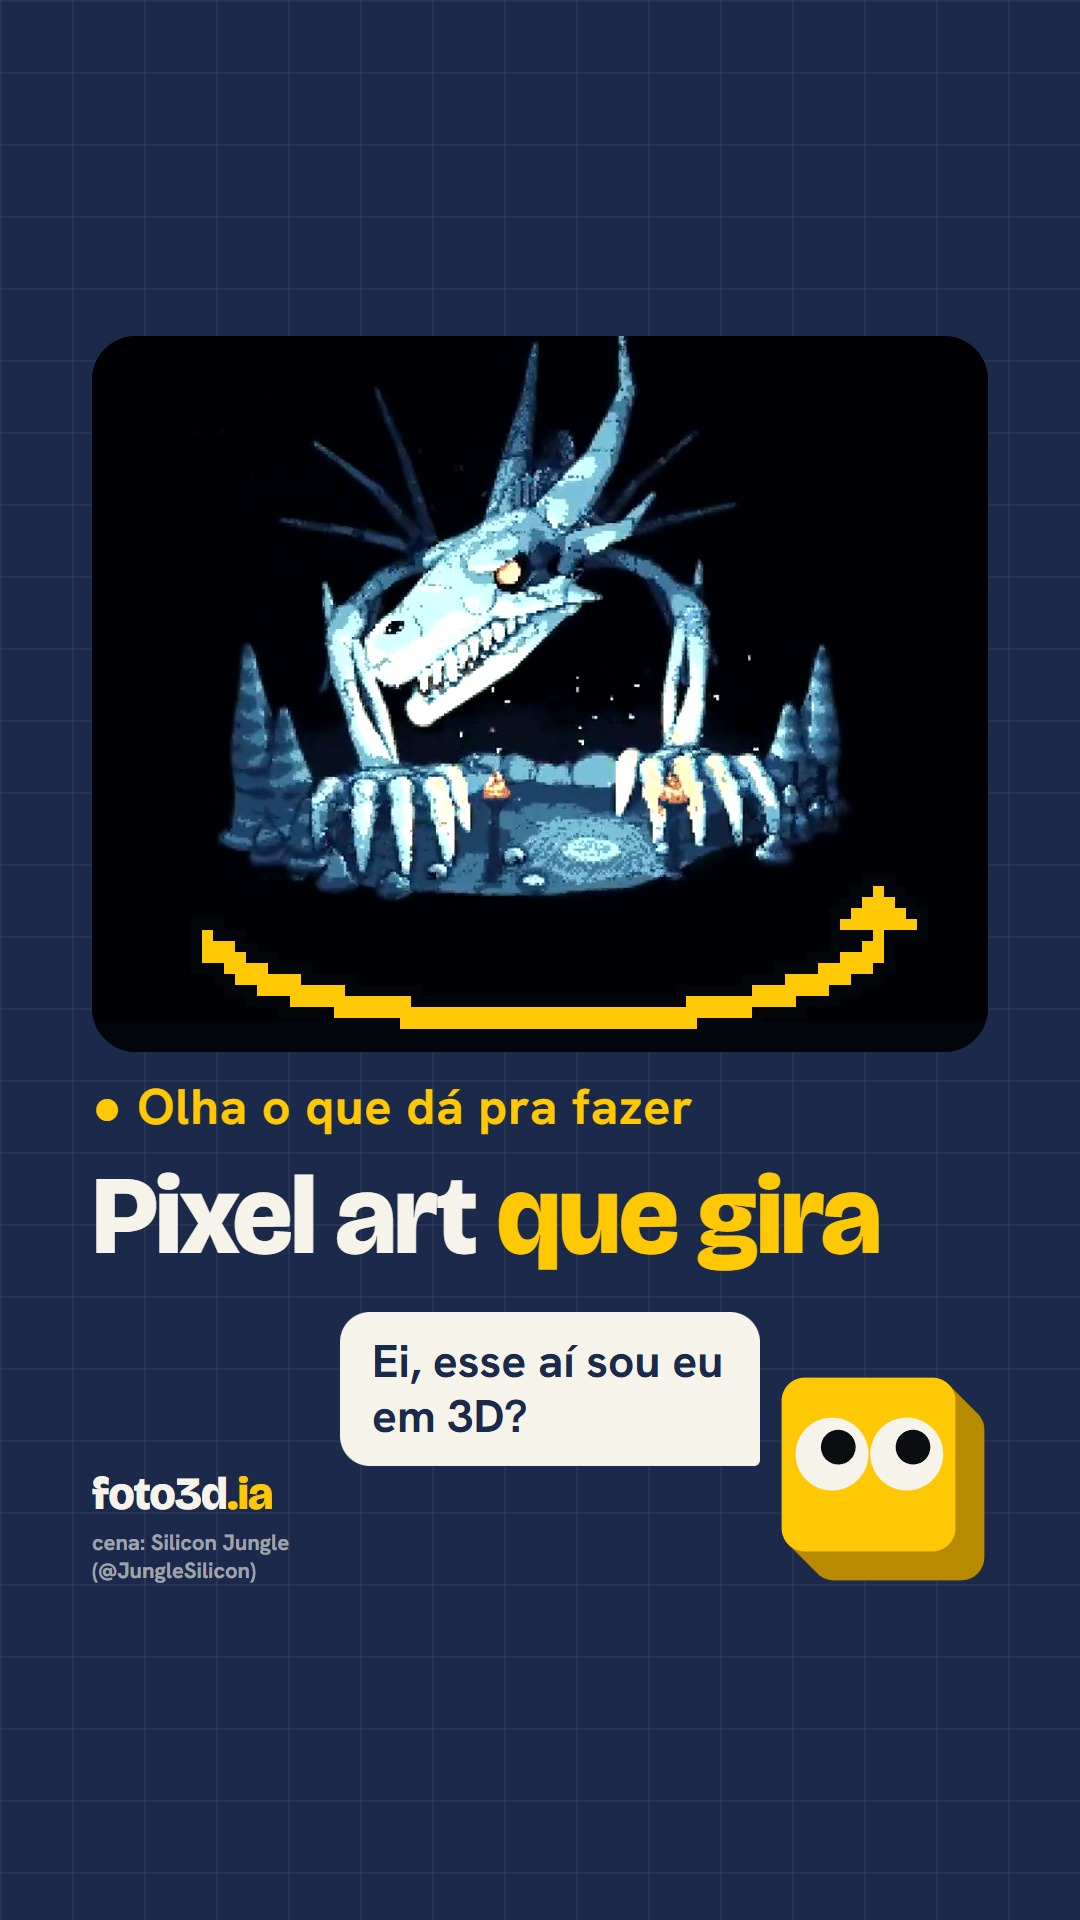 ● Olha o que dá pra fazer
Pixel art que gira
Ei, esse aí sou eu
em 3D?
foto3d.ia
cena: Silicon Jungle
(@JungleSilicon)